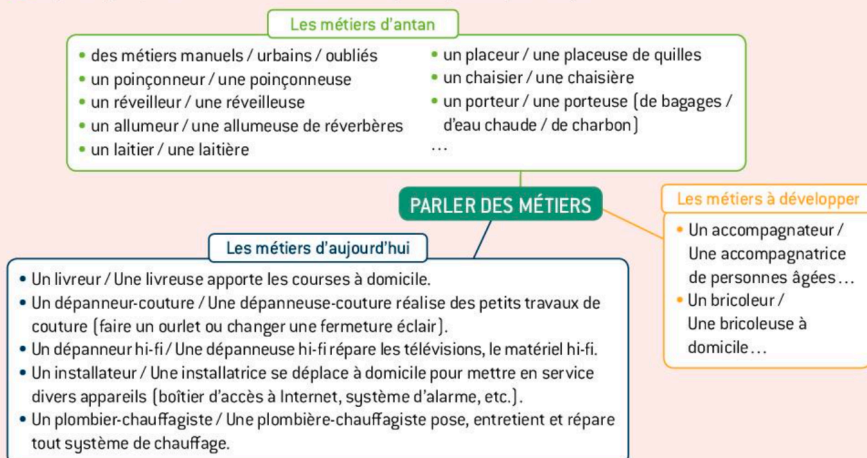 Les métiers d'antan
• des métiers manuels / urbains / oubliés
• un poinçonneur / une poinçonneuse
• un réveilleur / une réveilleuse
• un allumeur / une allumeuse de réverbères
• un laitier / une laitière
• un placeur / une placeuse de quilles
• un chaisier / une chaisière
• un porteur / une porteuse (de bagages /
d'eau chaude / de charbon)
...
PARLER DES MÉTIERS
Les métiers à développer
• Un accompagnateur /
Une accompagnatrice
de personnes âgées...
• Un bricoleur /
Une bricoleuse à
domicile...
Les métiers d'aujourd'hui
• Un livreur / Une livreuse apporte les courses à domicile.
• Un dépanneur-couture / Une dépanneuse-couture réalise des petits travaux de
couture (faire un ourlet ou changer une fermeture éclair).
• Un dépanneur hi-fi / Une dépanneuse hi-fi répare les télévisions, le matériel hi-fi.
• Un installateur / Une installatrice se déplace à domicile pour mettre en service
divers appareils (boîtier d'accès à Internet, système d'alarme, etc.).
• Un plombier-chauffagiste / Une plombière-chauffagiste pose, entretient et répare
tout système de chauffage.